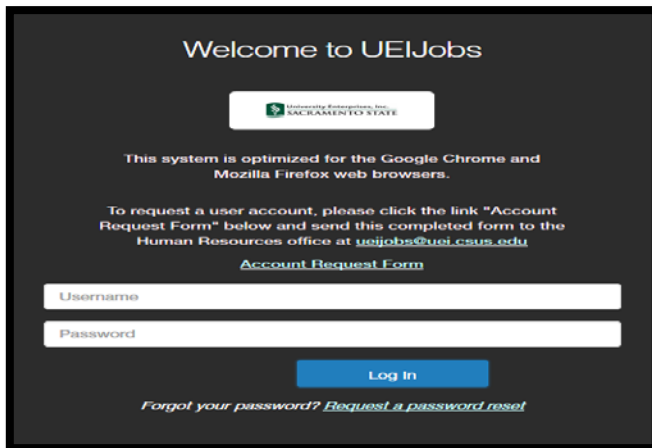 Welcome to UEIJobs
University Enterprises, Inc.
SACRAMENTO STATE
This system is optimized for the Google Chrome and
Mozilla Firefox web browsers.
To request a user account, please click the link "Account
Request Form" below and send this completed form to the
Human Resources office at ueijobs@uei.csus.edu
Account Request Form
Username
Password
Log In
Forgot your password? Request a password reset